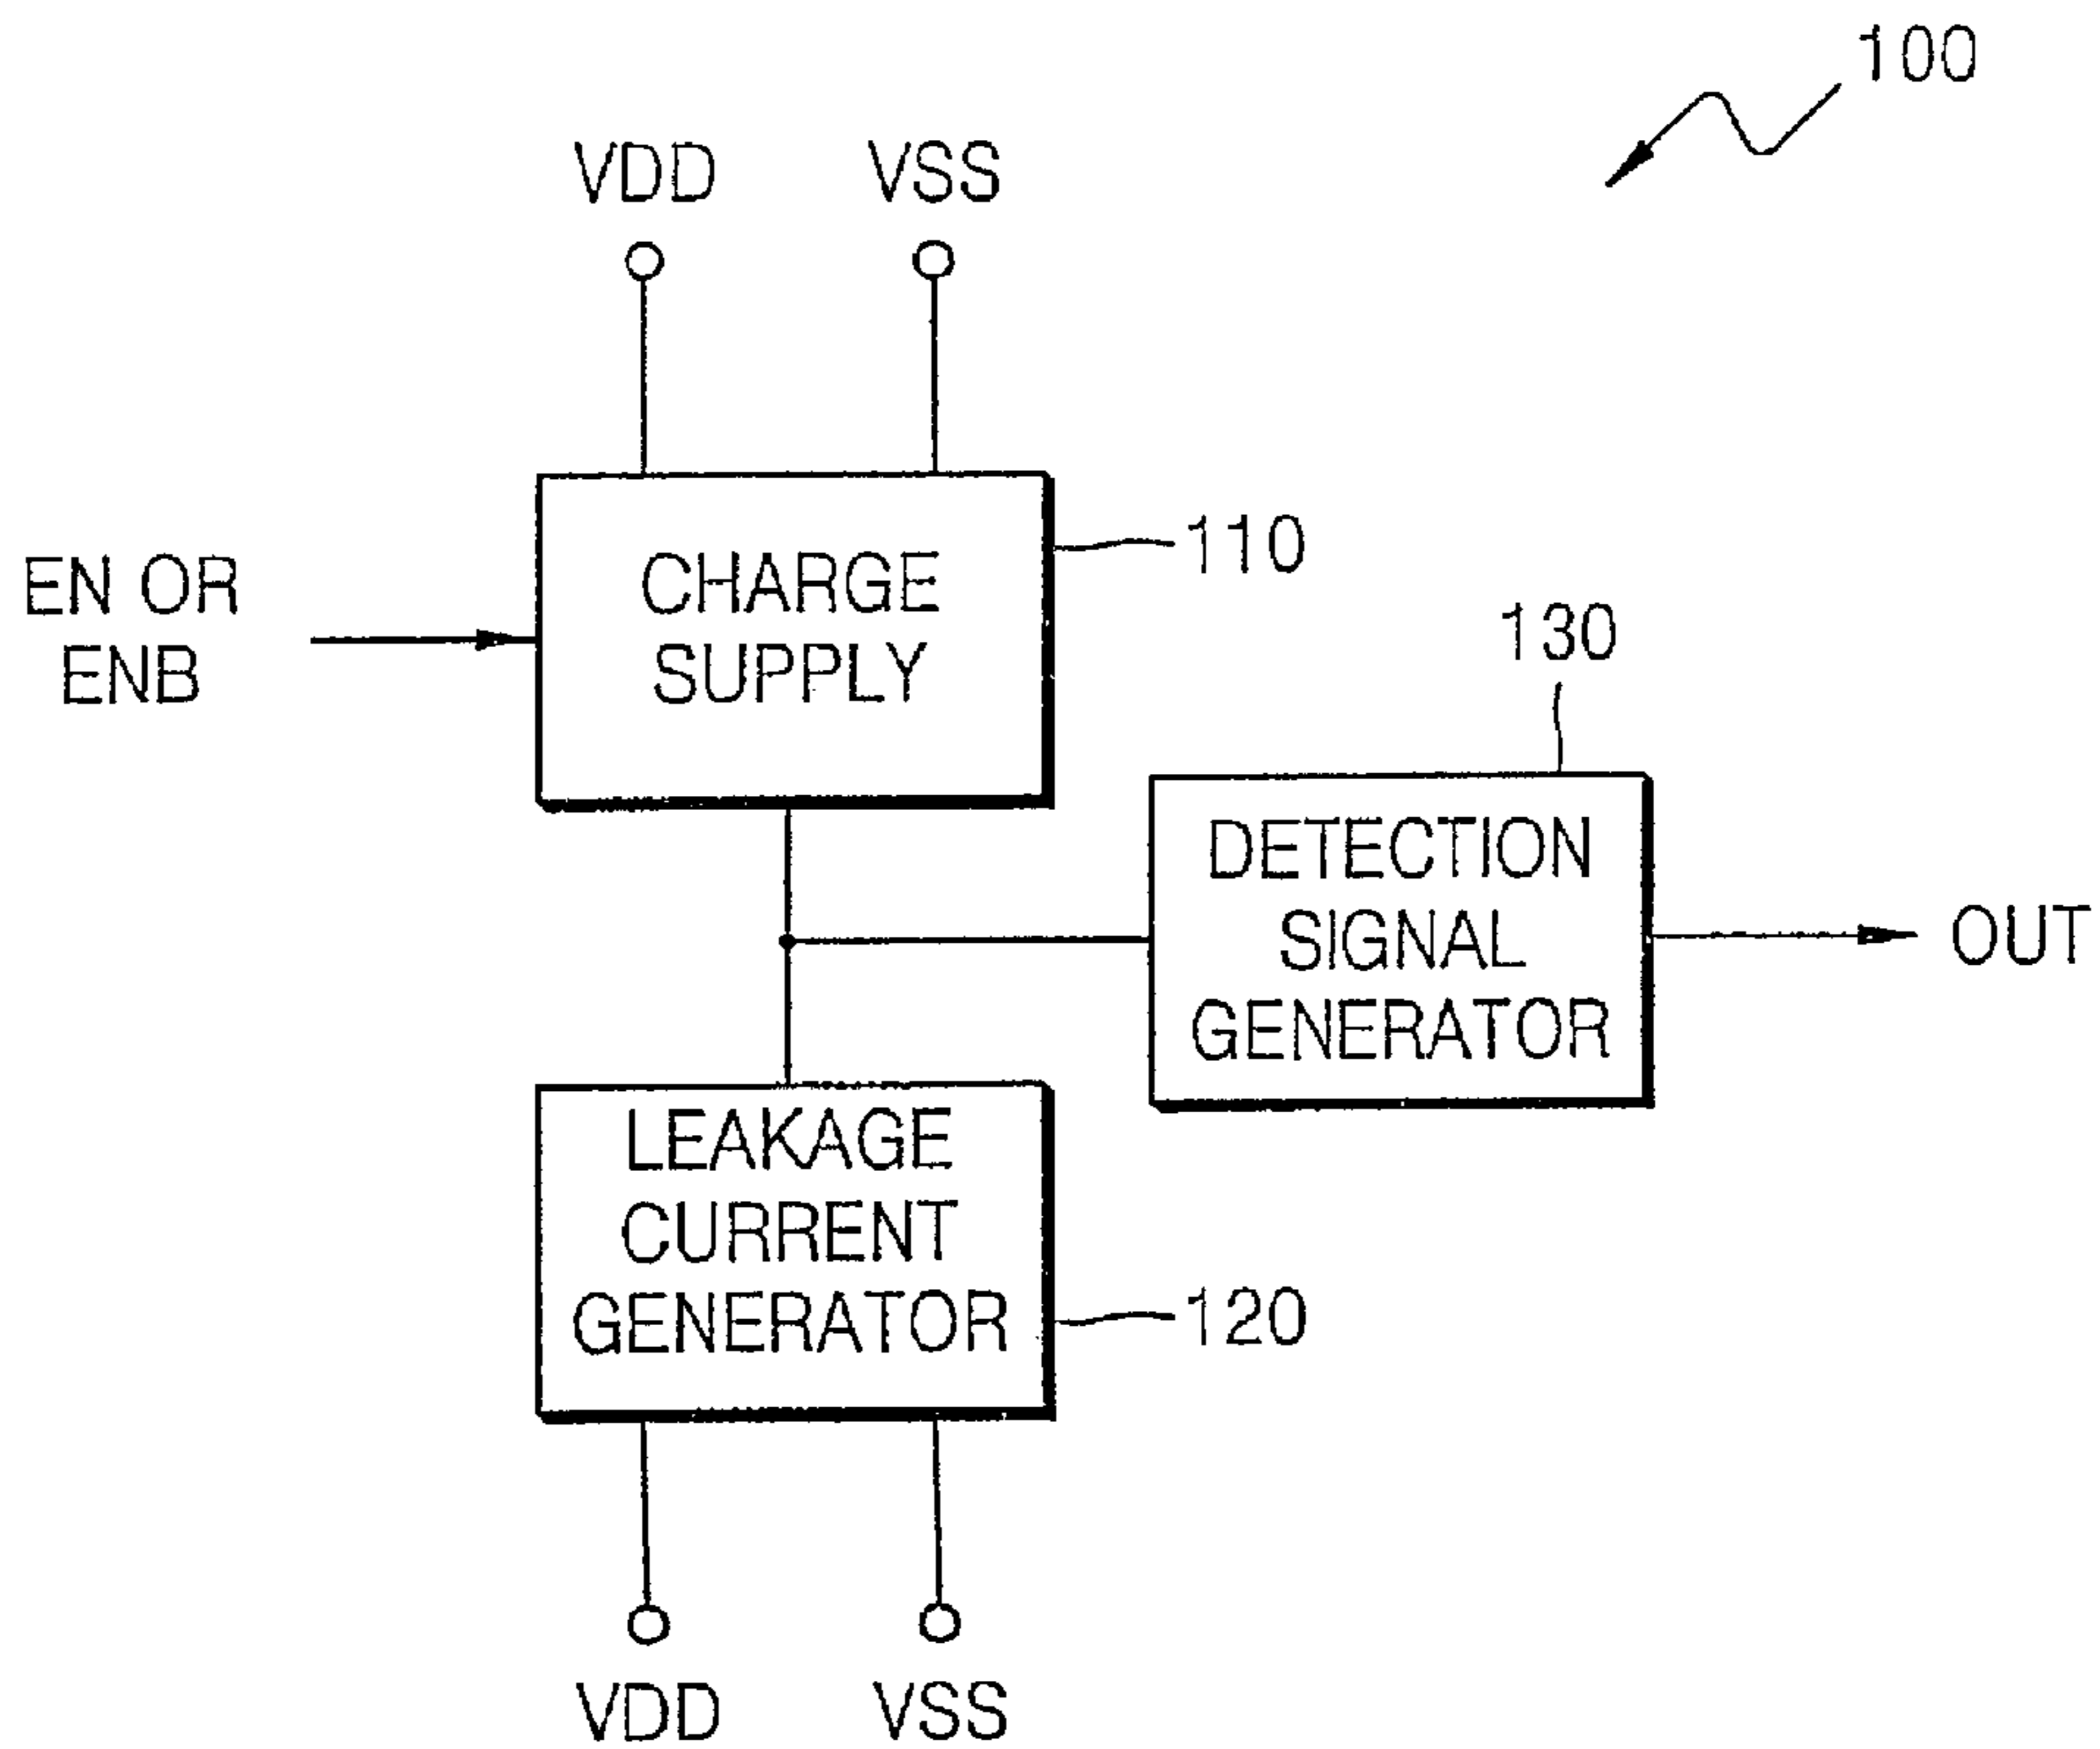 100
VDD VSS
EN OR
ENB
CHARGE
SUPPLY
110
130
DETECTION
SIGNAL
GENERATOR
OUT
LEAKAGE
CURRENT
GENERATOR
120
VDD VSS